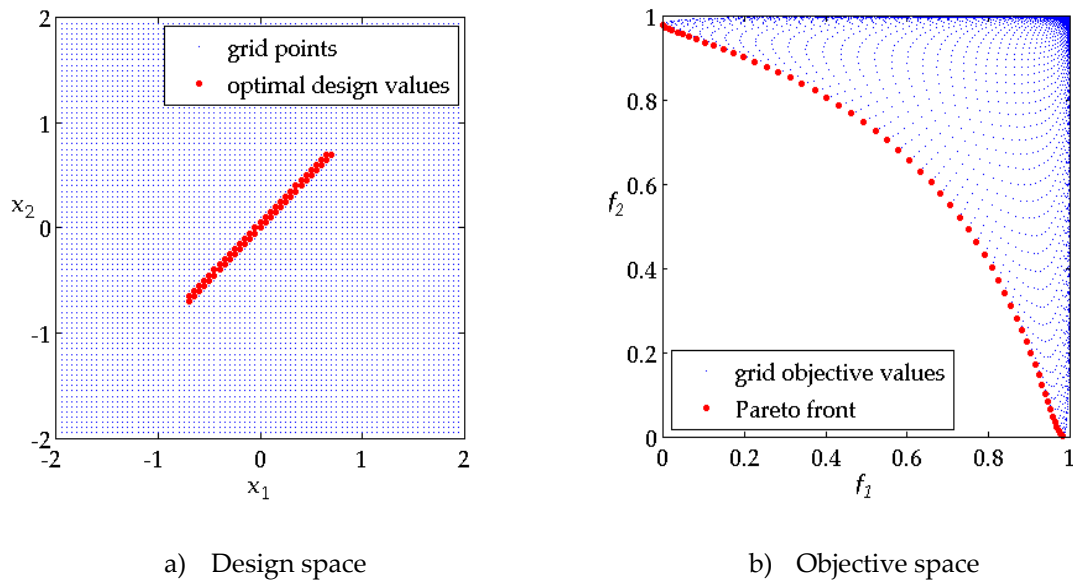 2
1
0
-1
-2
x2
-2
-1
0
1
2
x1
grid points
optimal design values
1
0.8
0.6
0.4
0.2
0
f2
0
0.2
0.4
0.6
0.8
1
f1
grid objective values
Pareto front
a) Design space
b) Objective space